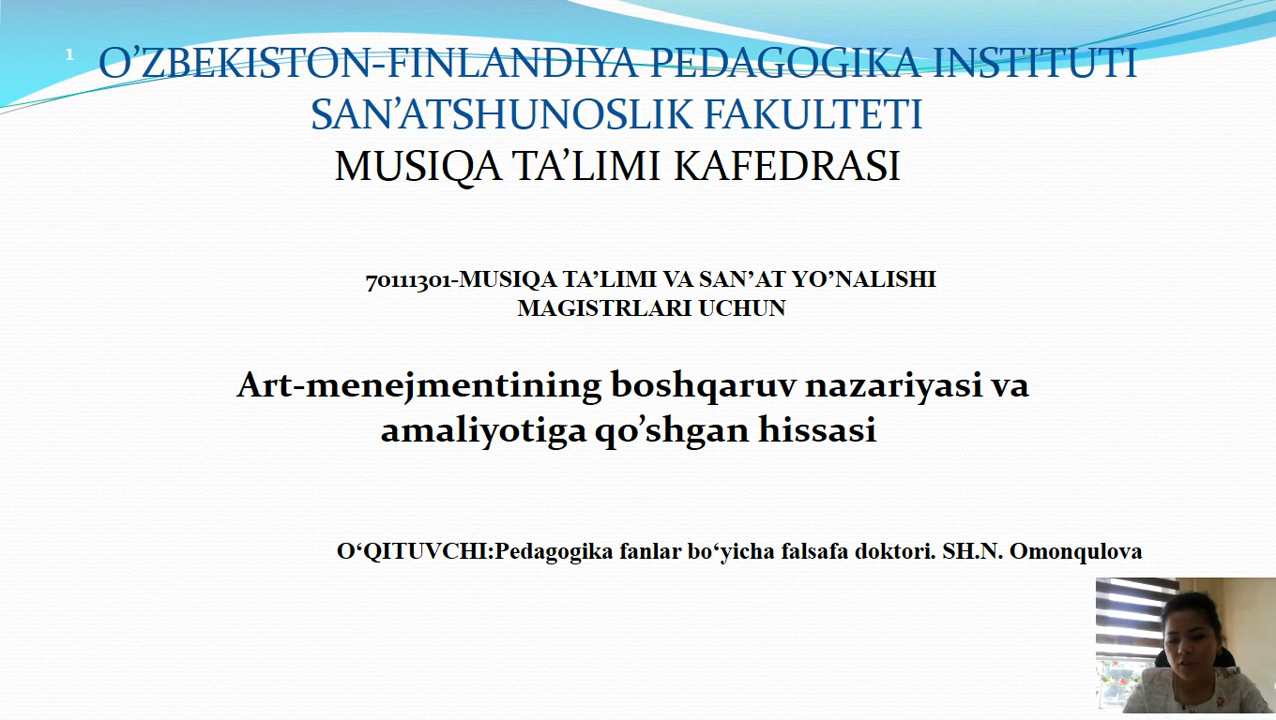 1
O’ZBEKISTON-FINLANDIYA PEDAGOGIKA INSTITUTI
SAN’ATSHUNOSLIK FAKULTETI
MUSIQA TA’LIMI KAFEDRASI
70111301-MUSIQA TA’LIMI VA SAN’AT YO’NALISHI
MAGISTRLARI UCHUN
Art-menejmentining boshqaruv nazariyasi va
amaliyotiga qo’shgan hissasi
O‘QITUVCHI:Pedagogika fanlar bo‘yicha falsafa doktori. SH.N. Omonqulova